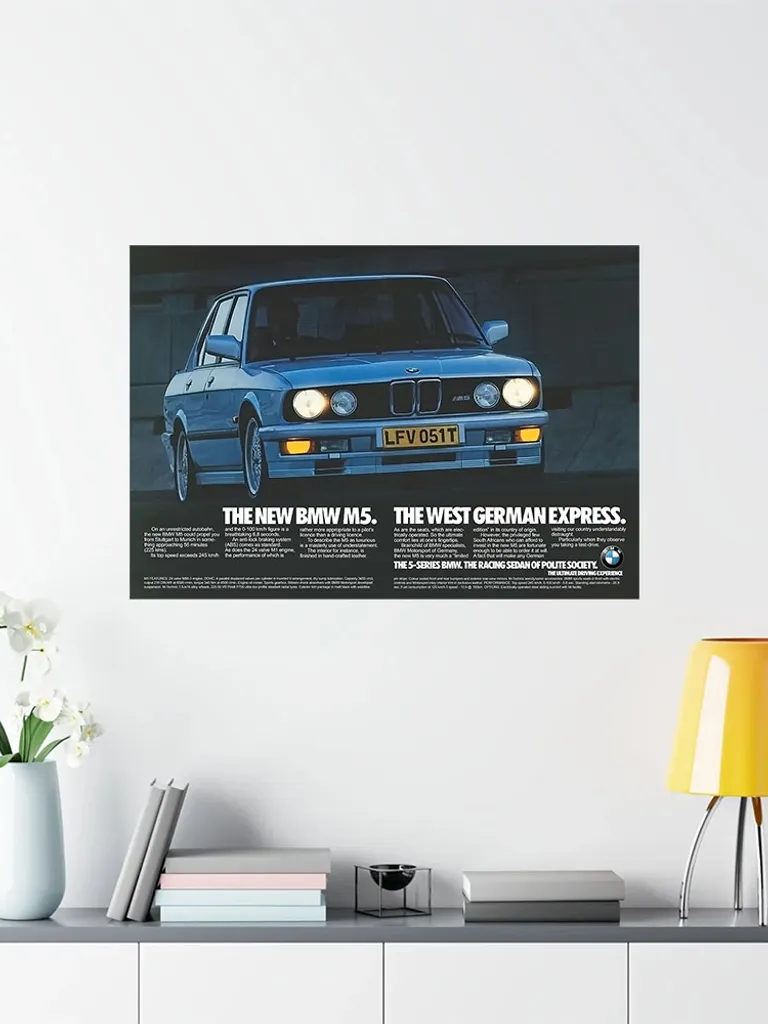 M5
LFV 051T
THE NEW BMW M5.
THE WEST GERMAN EXPRESS.
On an unrestricted autobahn,
the new BMW M5 could propel you
from Stuttgart to Munich in some-
thing approaching 56 minutes
(225 kms).
Its top speed exceeds 245 km/h
and the 0-100 km/h figure is a
breathtaking 6,8 seconds.
An anti-lock braking system
(ABS) comes as standard.
As does the 24 valve M1 engine,
the performance of which is
rather more appropriate to a pilot's
licence than a driving licence.
To describe the M5 as luxurious
is a masterly use of understatement.
The interior for instance, is
finished in hand-crafted leather.
As are the seats, which are elec-
trically operated. So the ultimate
comfort lies at one's fingertips.
Brainchild of BMW specialists,
BMW Motorsport of Germany,
the new M5 is very much a "limited
edition" in its country of origin.
However, the privileged few
South Africans who can afford to
invest in the new M5 are fortunate
enough to be able to order it at will.
A fact that will make any German
visiting our country understandably
distraught.
Particularly when they observe
you taking a test-drive.
THE 5-SERIES BMW. THE RACING SEDAN OF POLITE SOCIETY.
BMW
THE ULTIMATE DRIVING EXPERIENCE